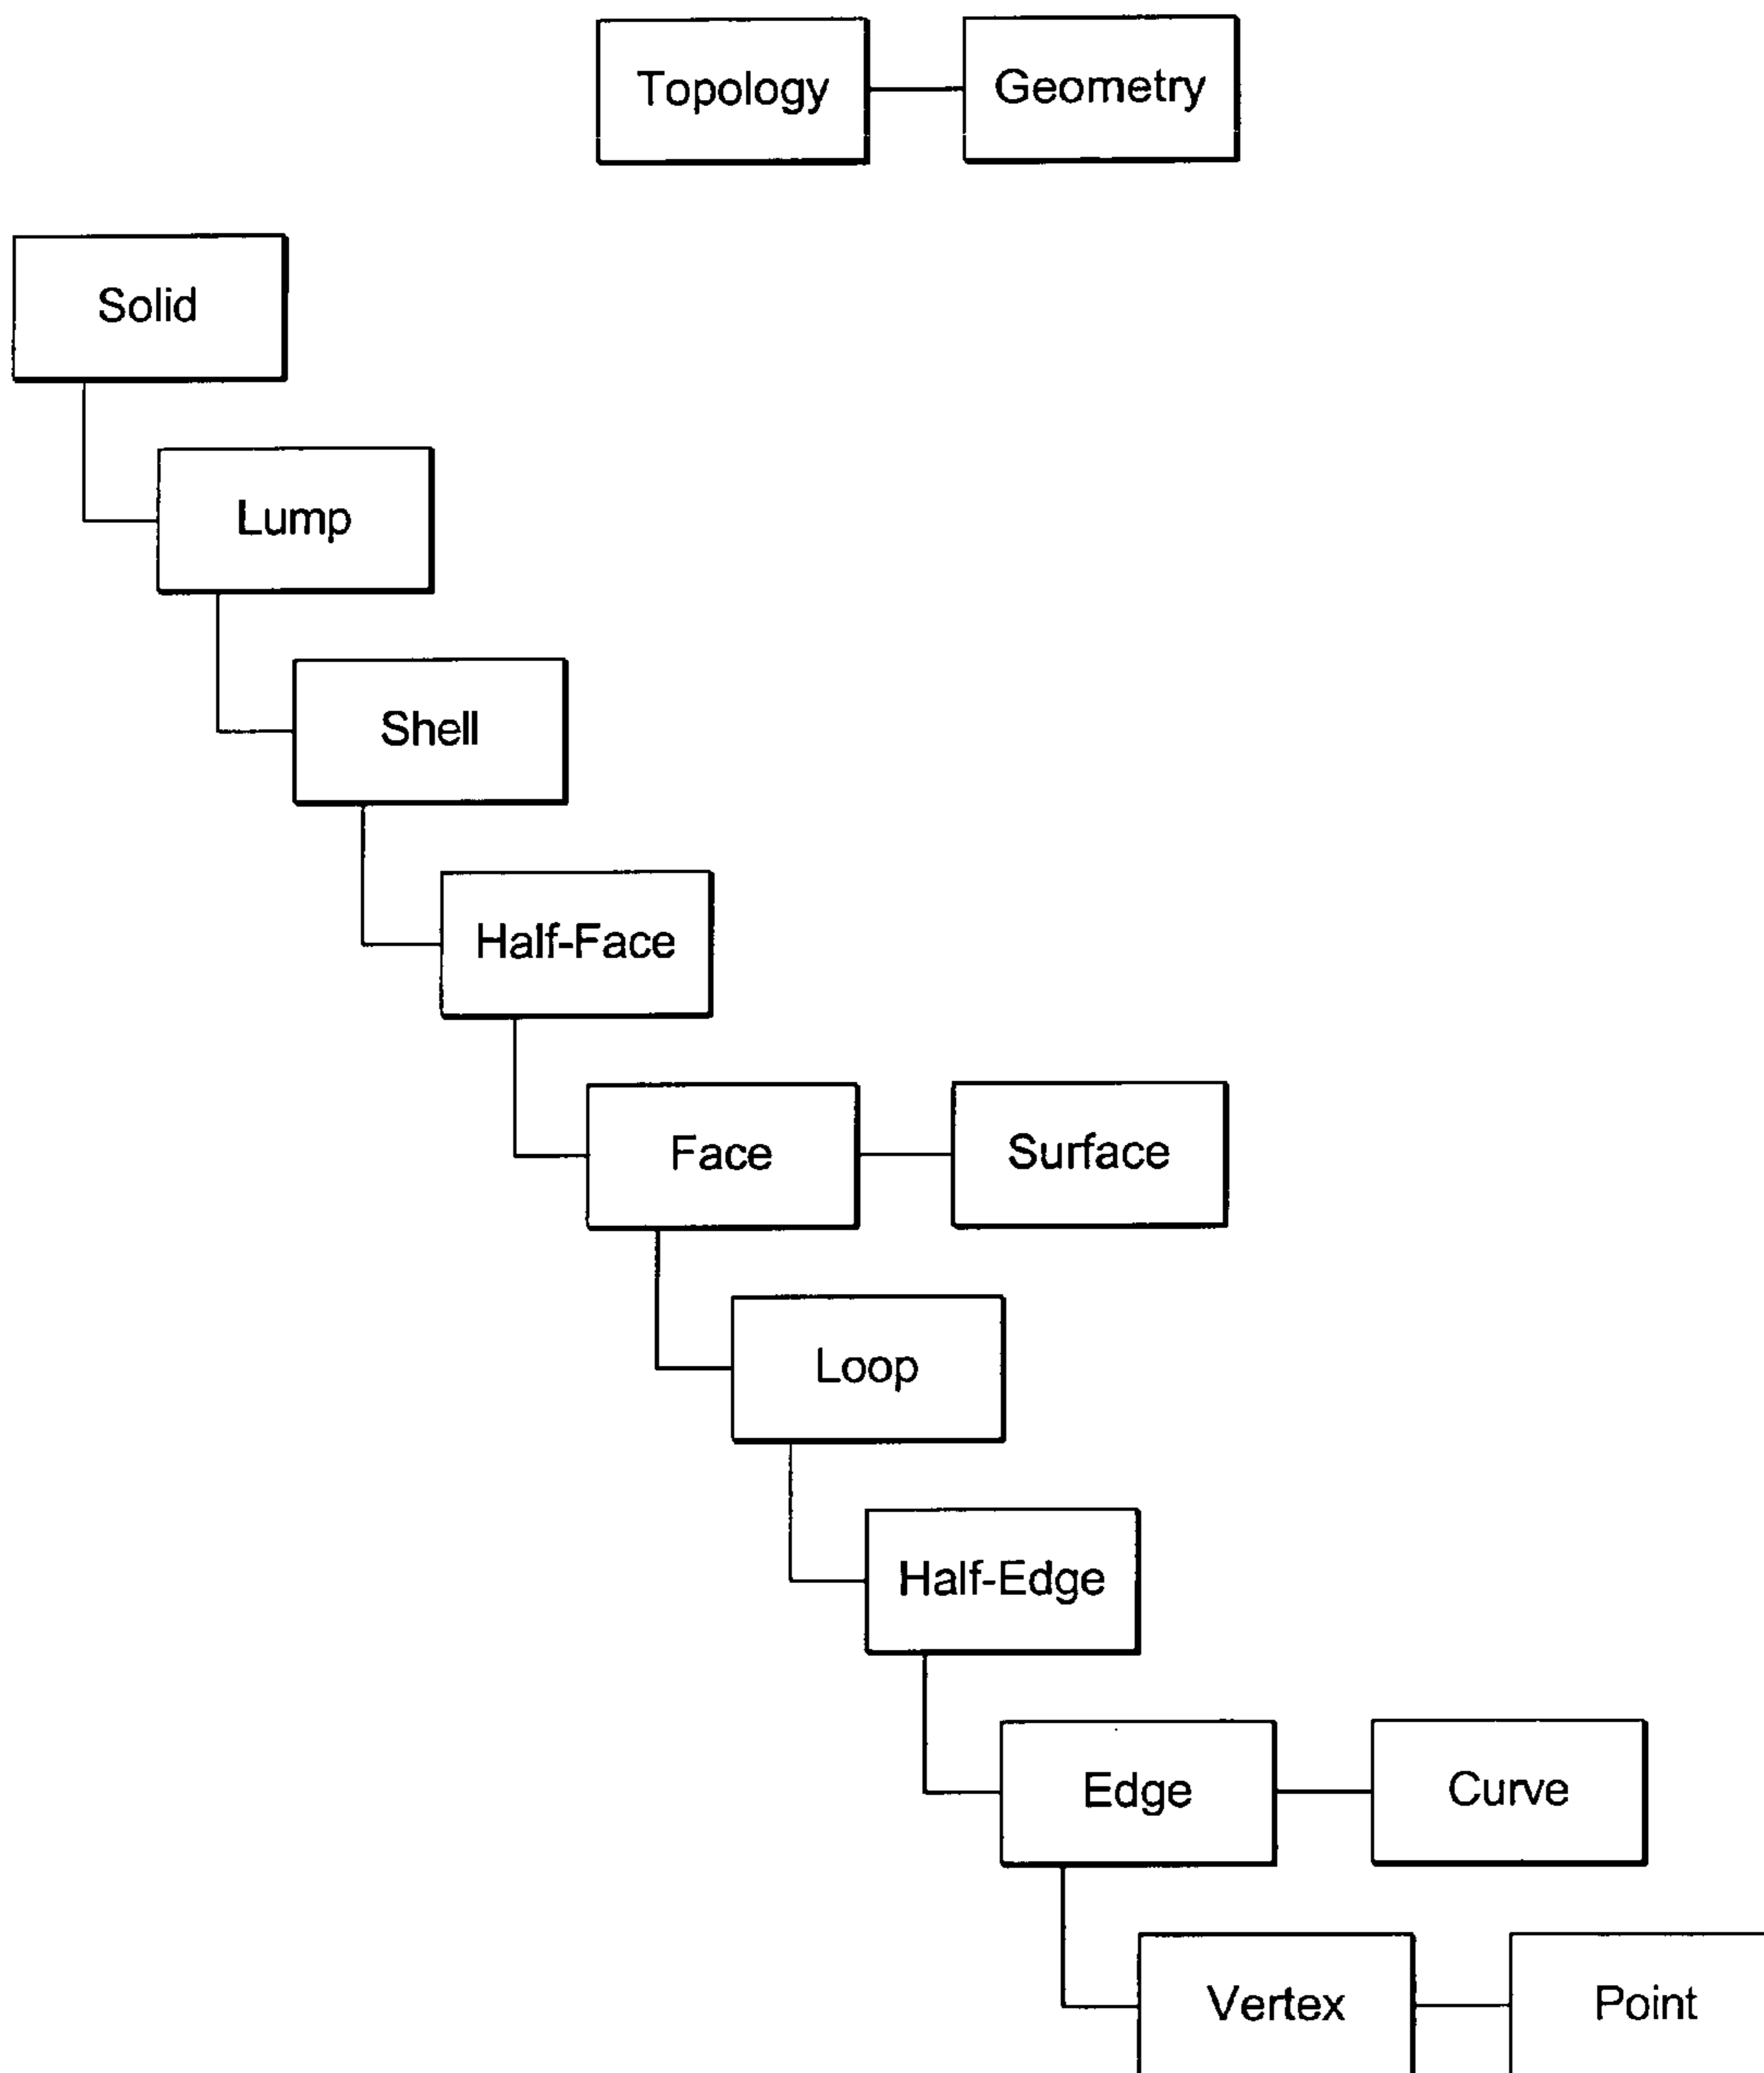 Topology
Geometry
Solid
Lump
Shell
Half-Face
Face
Surface
Loop
Half-Edge
Edge
Curve
Vertex
Point